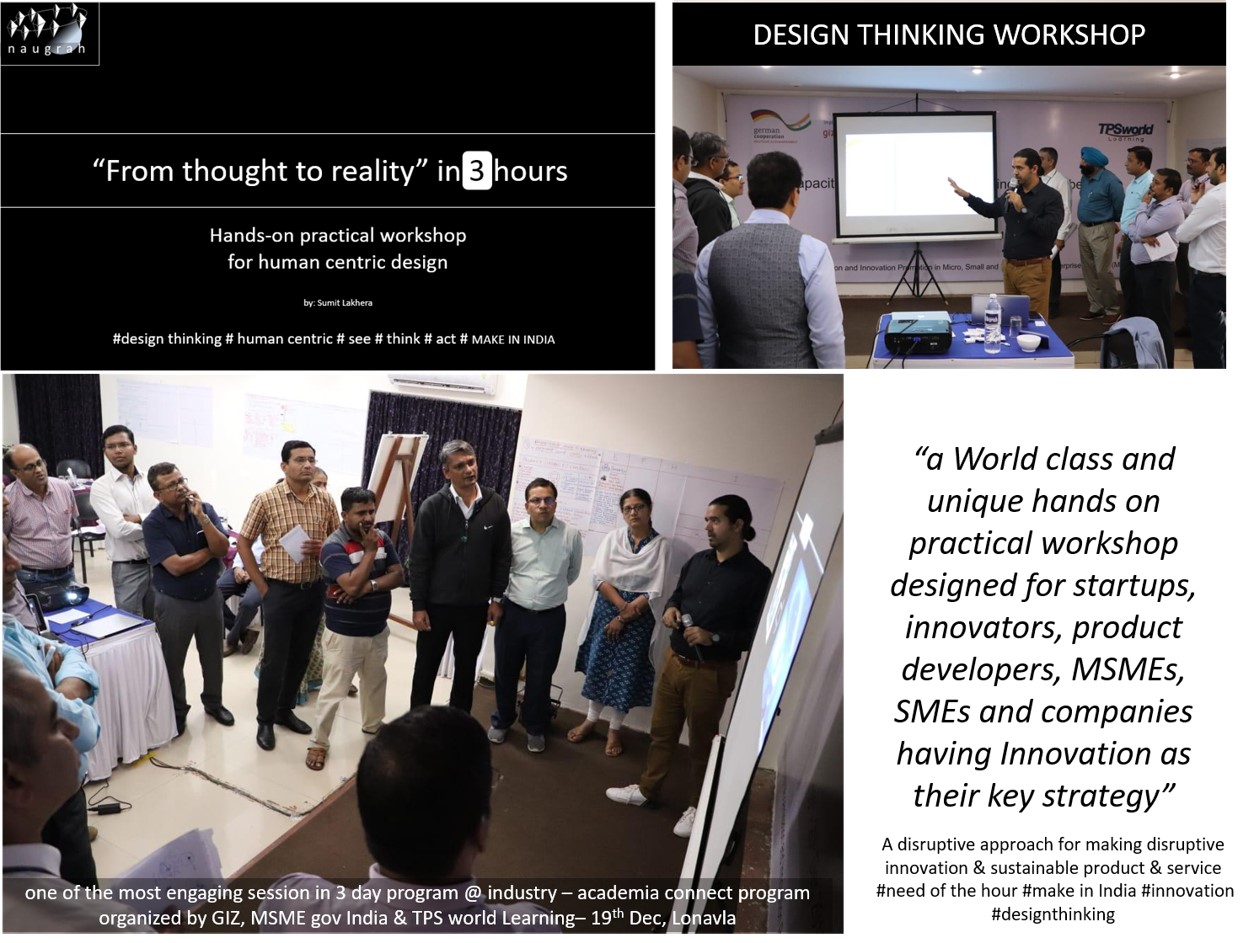 naugrah
“From thought to reality” in 3 hours
Hands-on practical workshop
for human centric design
by: Sumit Lakhera
#design thinking # human centric # see # think # act # MAKE IN INDIA
DESIGN THINKING WORKSHOP
german
cooperation
TPSworld
Learning
“a World class and
unique hands on
practical workshop
designed for startups,
innovators, product
developers, MSMEs,
SMEs and companies
having Innovation as
their key strategy”
A disruptive approach for making disruptive
innovation & sustainable product & service
#need of the hour #make in India #innovation
#designthinking
one of the most engaging session in 3 day program @ industry – academia connect program
organized by GIZ, MSME gov India & TPS world Learning– 19th Dec, Lonavla